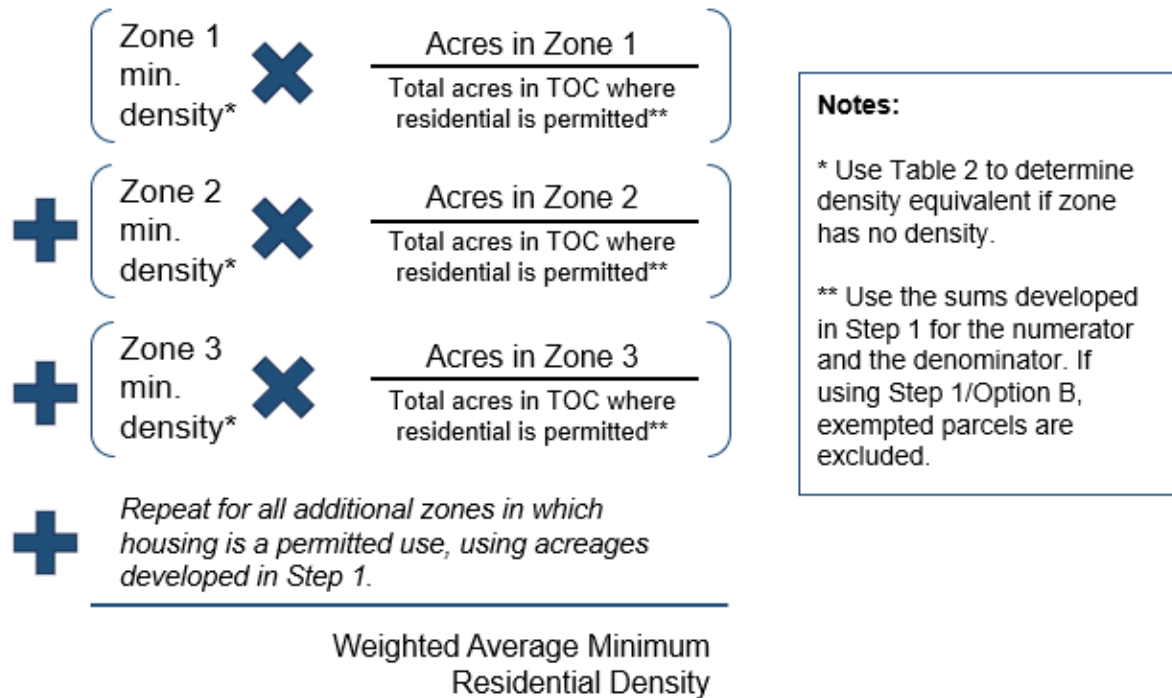 Zone 1
min.
density*
Acres in Zone 1
Total acres in TOC where
residential is permitted**
Zone 2
min.
density*
Acres in Zone 2
Total acres in TOC where
residential is permitted**
Zone 3
min.
density*
Acres in Zone 3
Total acres in TOC where
residential is permitted**
Repeat for all additional zones in which
housing is a permitted use, using acreages
developed in Step 1.
Weighted Average Minimum
Residential Density
Notes:
* Use Table 2 to determine
density equivalent if zone
has no density.
** Use the sums developed
in Step 1 for the numerator
and the denominator. If
using Step 1/Option B,
exempted parcels are
excluded.